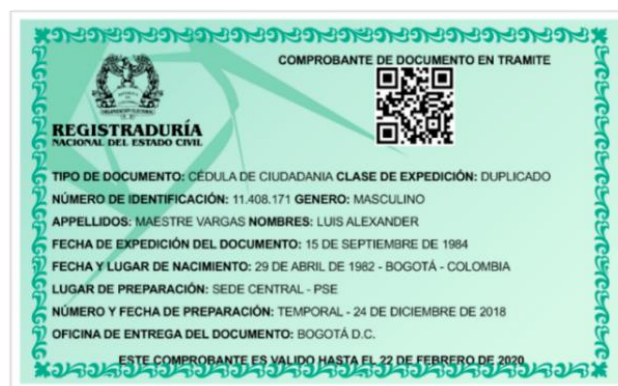 COMPROBANTE DE DOCUMENTO EN TRAMITE
REGISTRADURÍA
NACIONAL DEL ESTADO CIVIL
TIPO DE DOCUMENTO: CÉDULA DE CIUDADANIA CLASE DE EXPEDICIÓN: DUPLICADO
NÚMERO DE IDENTIFICACIÓN: 11.408.171 GENERO: MASCULINO
APPELLIDOS: MAESTRE VARGAS NOMBRES: LUIS ALEXANDER
FECHA DE EXPEDICIÓN DEL DOCUMENTO: 15 DE SEPTIEMBRE DE 1984
FECHA Y LUGAR DE NACIMIENTO: 29 DE ABRIL DE 1982 - BOGOTÁ - COLOMBIA
LUGAR DE PREPARACIÓN: SEDE CENTRAL - PSE
NÚMERO Y FECHA DE PREPARACIÓN: TEMPORAL - 24 DE DICIEMBRE DE 2018
OFICINA DE ENTREGA DEL DOCUMENTO: BOGOTÁ D.C.
ESTE COMPROBANTE ES VALIDO HASTA EL 22 DE FEBRERO DE 2020